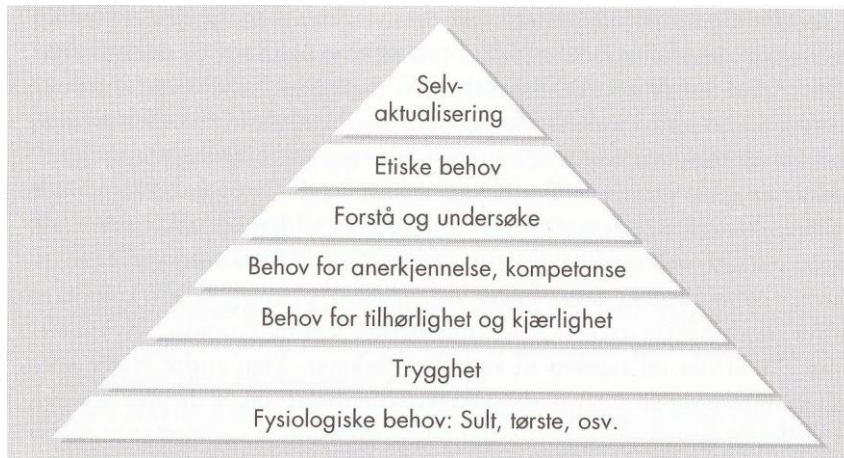 Selv-
aktualisering
Etiske behov
Forstå og undersøke
Behov for anerkjennelse, kompetanse
Behov for tilhørlighet og kjærlighet
Trygghet
Fysiologiske behov: Sult, tørste, osv.